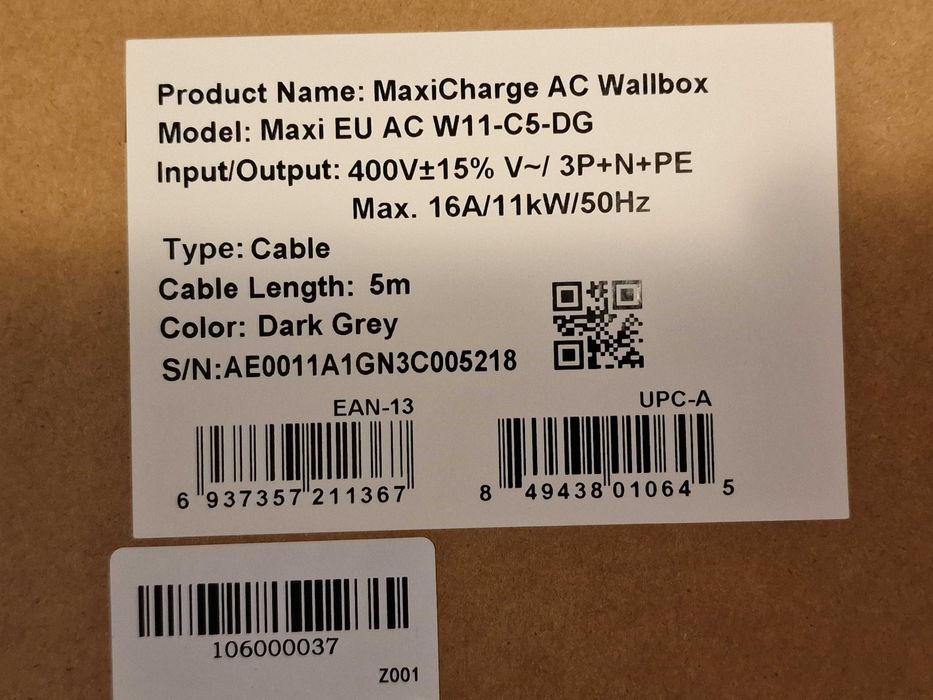 Product Name: MaxiCharge AC Wallbox
Model: Maxi EU AC W11-C5-DG
Input/Output: 400V±15% V~/ 3P+N+PE
Max. 16A/11kW/50Hz
Type: Cable
Cable Length: 5m
Color: Dark Grey
S/N:AE0011A1GN3C005218
EAN-13
6 937357 211367
UPC-A
8 49438 01064 5
106000037
Z001